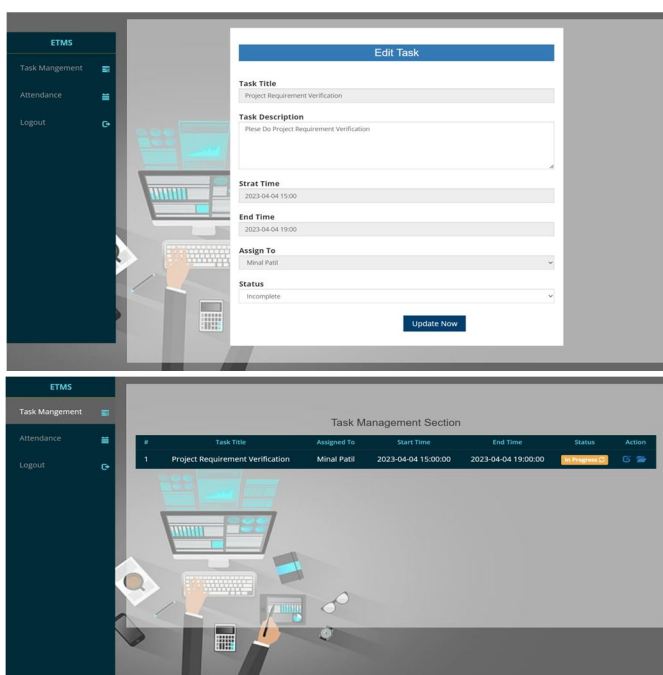 ETMS
Task Mangement
Attendance
Logout
Edit Task
Task Title
Project Requirement Verification
Task Description
Plese Do Project Requirement Verification
Strat Time
2023-04-04 15:00
End Time
2023-04-04 19:00
Assign To
Minal Patil
Status
Incomplete
Update Now
ETMS
Task Mangement
Attendance
Logout
Task Management Section
# Task Title Assigned To Start Time End Time Status Action
1 Project Requirement Verification Minal Patil 2023-04-04 15:00:00 2023-04-04 19:00:00 In Progress